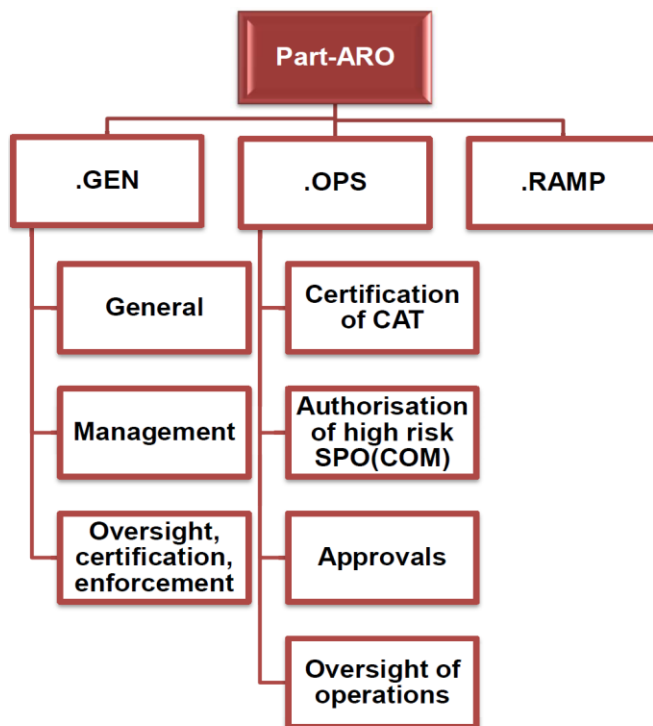 Part-ARO
.GEN
.OPS
.RAMP
General
Management
Oversight,
certification,
enforcement
Certification
of CAT
Authorisation
of high risk
SPO(COM)
Approvals
Oversight of
operations